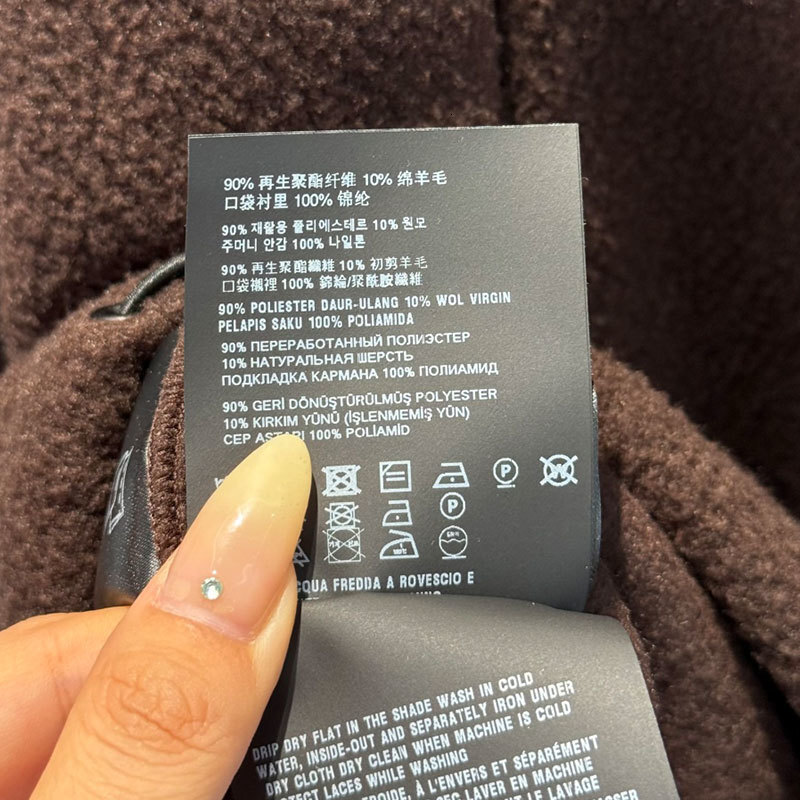 90% 再生聚酯纤维 10% 绵羊毛
口袋衬里 100% 锦纶
90% 재활용 폴리에스테르 10% 원모
주머니 안감 100% 나일론
90% 再生聚酯纖維 10% 初剪羊毛
口袋襯裡 100% 錦綸/聚酰胺纖維
90% POLIESTER DAUR-ULANG 10% WOL VIRGIN
PELAPIS SAKU 100% POLIAMIDA
90% ПЕРЕРАБОТАННЫЙ ПОЛИЭСТЕР
10% НАТУРАЛЬНАЯ ШЕРСТЬ
ПОДКЛАДКА КАРМАНА 100% ПОЛИАМИД
90% GERİ DÖNÜŞTÜRÜLMÜŞ POLYESTER
10% KIRKIM YÜNÜ (İŞLENMEMİŞ YÜN)
CEP ASTARI 100% POLİAMİD
P W
P
FREDDA A ROVESCIO E
DRIP DRY FLAT IN THE SHADE WASH IN COLD
WATER, INSIDE-OUT AND SEPARATELY IRON UNDER
DRY CLOTH DRY CLEAN WHEN MACHINE IS COLD
LACES WHILE WASHING
À L'ENVERS ET SÉPARÉMENT
SEC LAVER EN MACHINE
LE LAVAGE